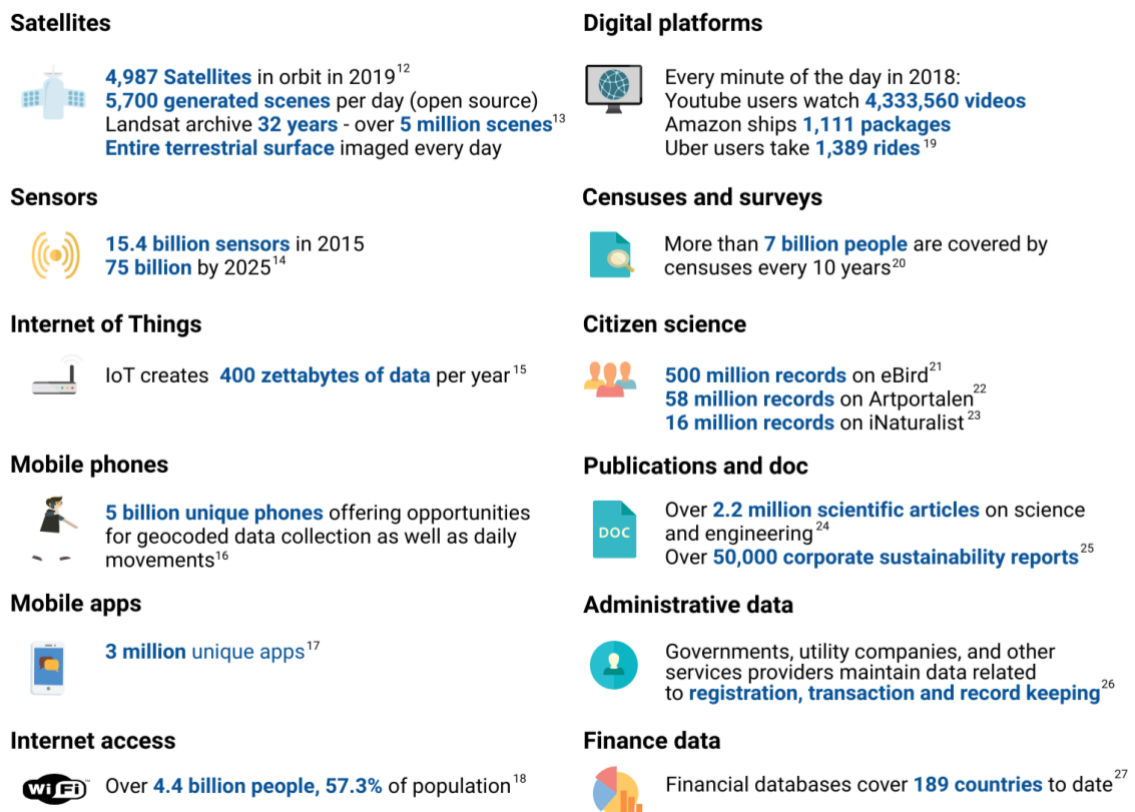 Satellites
4,987 Satellites in orbit in 2019¹²
5,700 generated scenes per day (open source)
Landsat archive 32 years - over 5 million scenes¹³
Entire terrestrial surface imaged every day
Sensors
15.4 billion sensors in 2015
75 billion by 2025¹⁴
Internet of Things
IoT creates 400 zettabytes of data per year¹⁵
Mobile phones
5 billion unique phones offering opportunities
for geocoded data collection as well as daily
movements¹⁶
Mobile apps
3 million unique apps¹⁷
Internet access
WiFi™
Over 4.4 billion people, 57.3% of population¹⁸
Digital platforms
Every minute of the day in 2018:
Youtube users watch 4,333,560 videos
Amazon ships 1,111 packages
Uber users take 1,389 rides¹⁹
Censuses and surveys
More than 7 billion people are covered by
censuses every 10 years²⁰
Citizen science
500 million records on eBird²¹
58 million records on Artportalen²²
16 million records on iNaturalist²³
Publications and doc
DOC
Over 2.2 million scientific articles on science
and engineering²⁴
Over 50,000 corporate sustainability reports²⁵
Administrative data
Governments, utility companies, and other
services providers maintain data related
to registration, transaction and record keeping²⁶
Finance data
Financial databases cover 189 countries to date²⁷